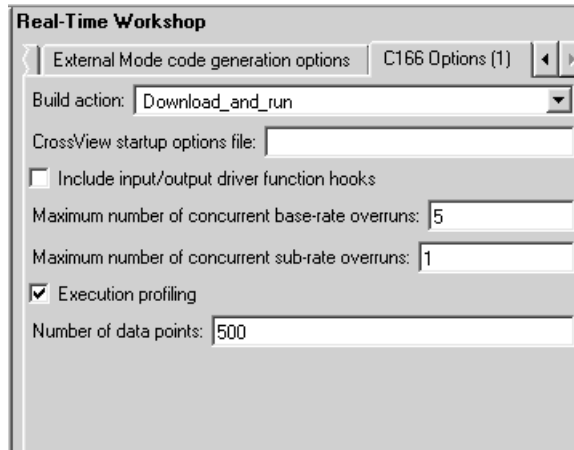 Real-Time Workshop
External Mode code generation options C166 Options (1)
Build action: Download_and_run
CrossView startup options file:
Include input/output driver function hooks
Maximum number of concurrent base-rate overruns: 5
Maximum number of concurrent sub-rate overruns: 1
Execution profiling
Number of data points: 500